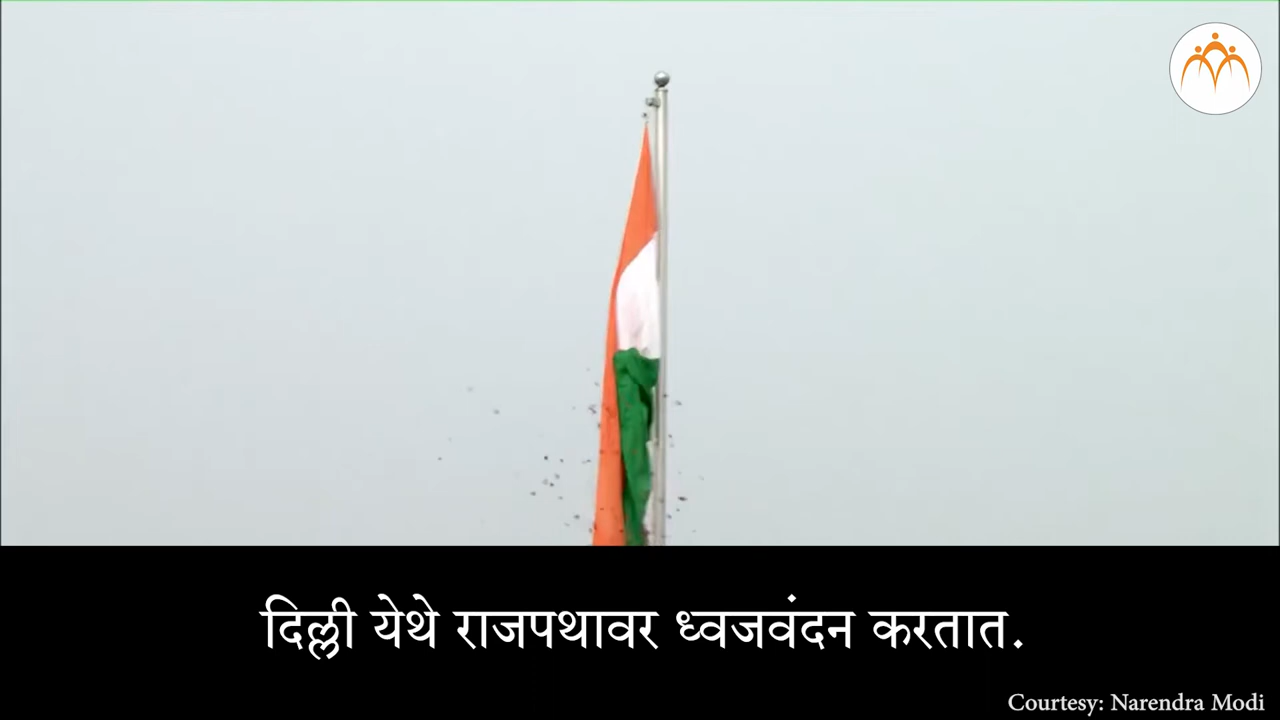 दिल्ली येथे राजपथावर ध्वजवंदन करतात.
Courtesy: Narendra Modi